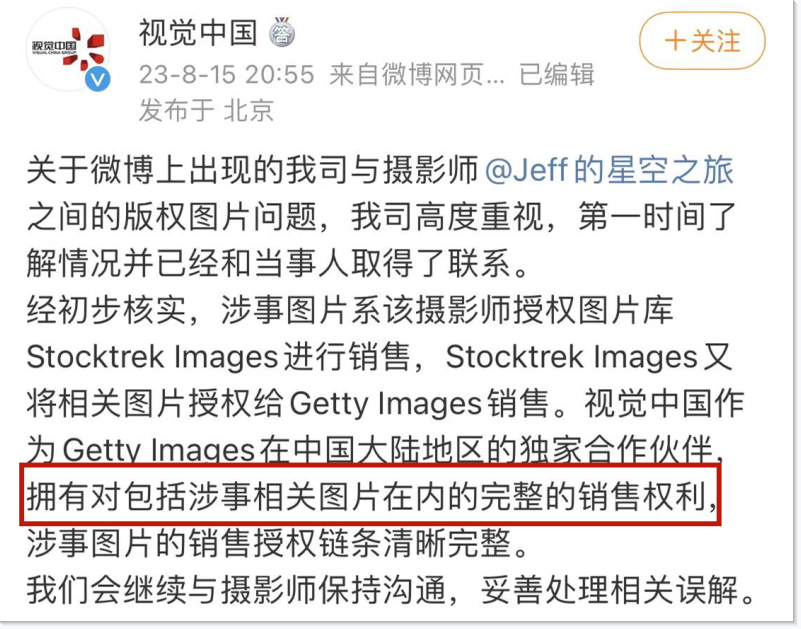 视觉中国
VISUAL CHINA GROUP
视觉中国
答
V
+关注
23-8-15 20:55 来自微博网页... 已编辑
发布于 北京
关于微博上出现的我司与摄影师@Jeff的星空之旅
之间的版权图片问题，我司高度重视，第一时间了
解情况并已经和当事人取得了联系。
经初步核实，涉事图片系该摄影师授权图片库
Stocktrek Images进行销售，Stocktrek Images又
将相关图片授权给Getty Images销售。视觉中国作
为Getty Images在中国大陆地区的独家合作伙伴，
拥有对包括涉事相关图片在内的完整的销售权利，
涉事图片的销售授权链条清晰完整。
我们会继续与摄影师保持沟通，妥善处理相关误解。